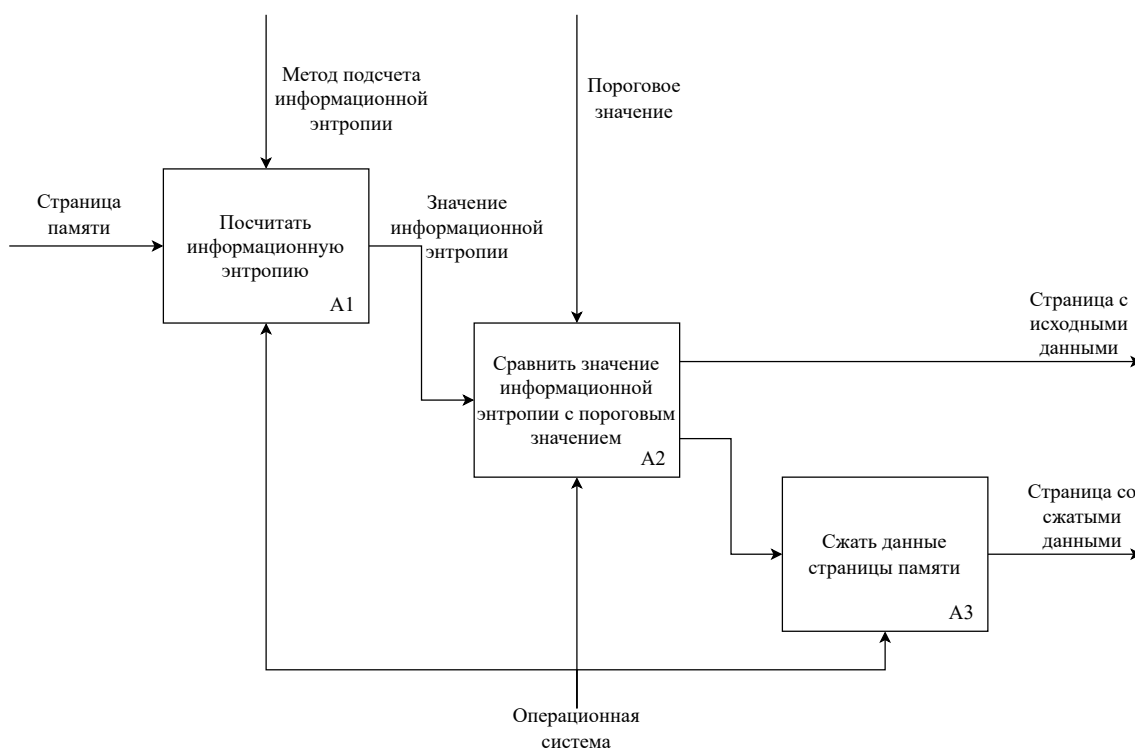 Метод подсчета
информационной
энтропии
Пороговое
значение
Страница
памяти
Посчитать
информационную
энтропию
A1
Значение
информационной
энтропии
Сравнить значение
информационной
энтропии с пороговым
значением
A2
Страница с
исходными
данными
Сжать данные
страницы памяти
A3
Страница со
сжатыми
данными
Операционная
система